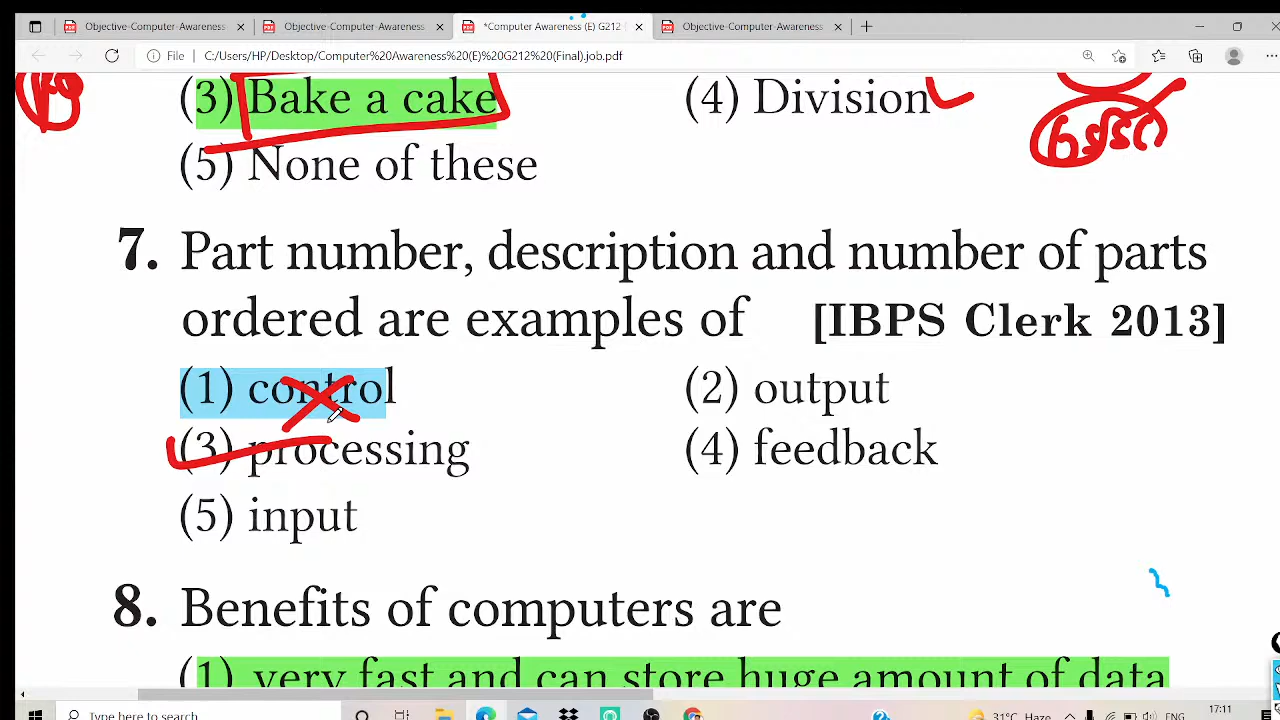 Objective-Computer-Awareness
Objective-Computer-Awareness
*Computer Awareness (E) G212
Objective-Computer-Awareness
File
C:/Users/HP/Desktop/Computer%20Awareness%20(E)%20G212%20(Final).job.pdf
(3) Bake a cake (4) Division
(5) None of these
7. Part number, description and number of parts
ordered are examples of [IBPS Clerk 2013]
(1) control (2) output
(3) processing (4) feedback
(5) input
8. Benefits of computers are
(1) very fast and can store huge amount of data
Type here to search
31°C Haze
ENG
17:11